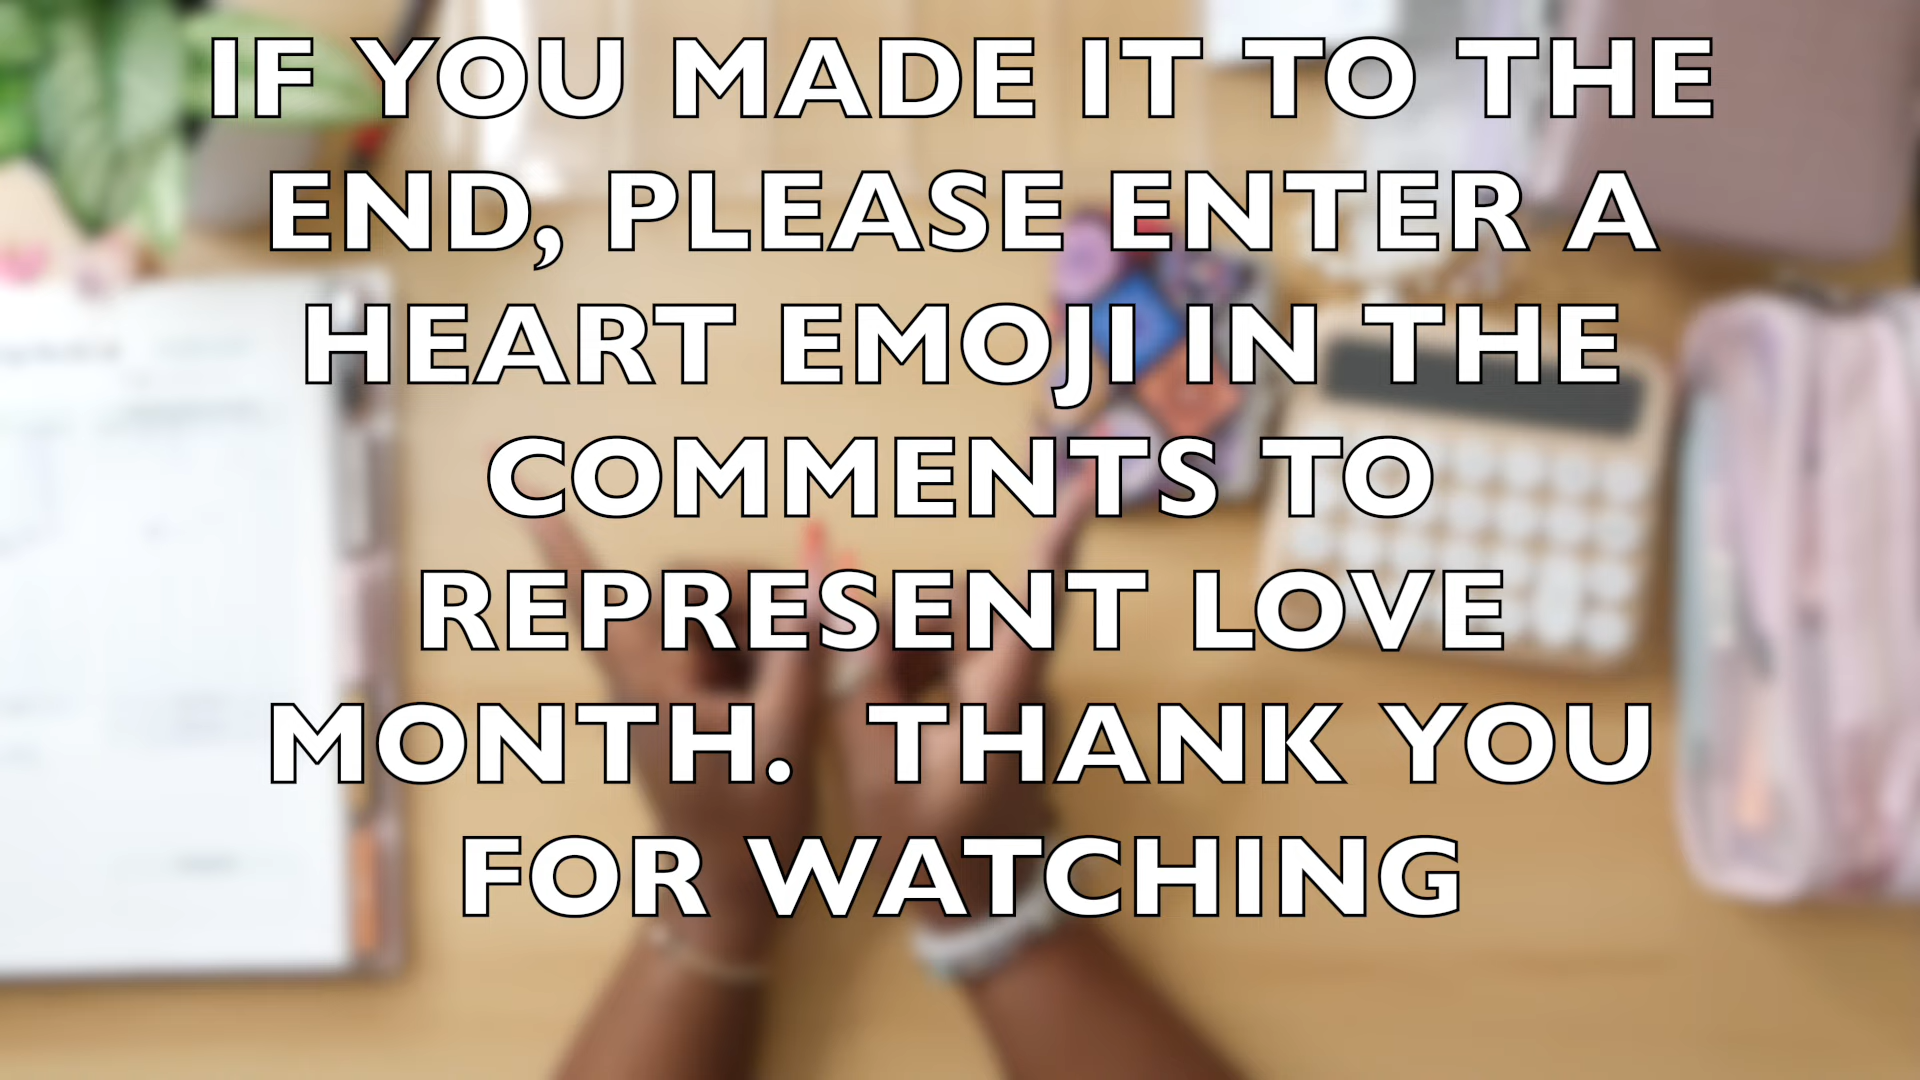 IF YOU MADE IT TO THE
END, PLEASE ENTER A
HEART EMOJI IN THE
COMMENTS TO
REPRESENT LOVE
MONTH.  THANK YOU
FOR WATCHING